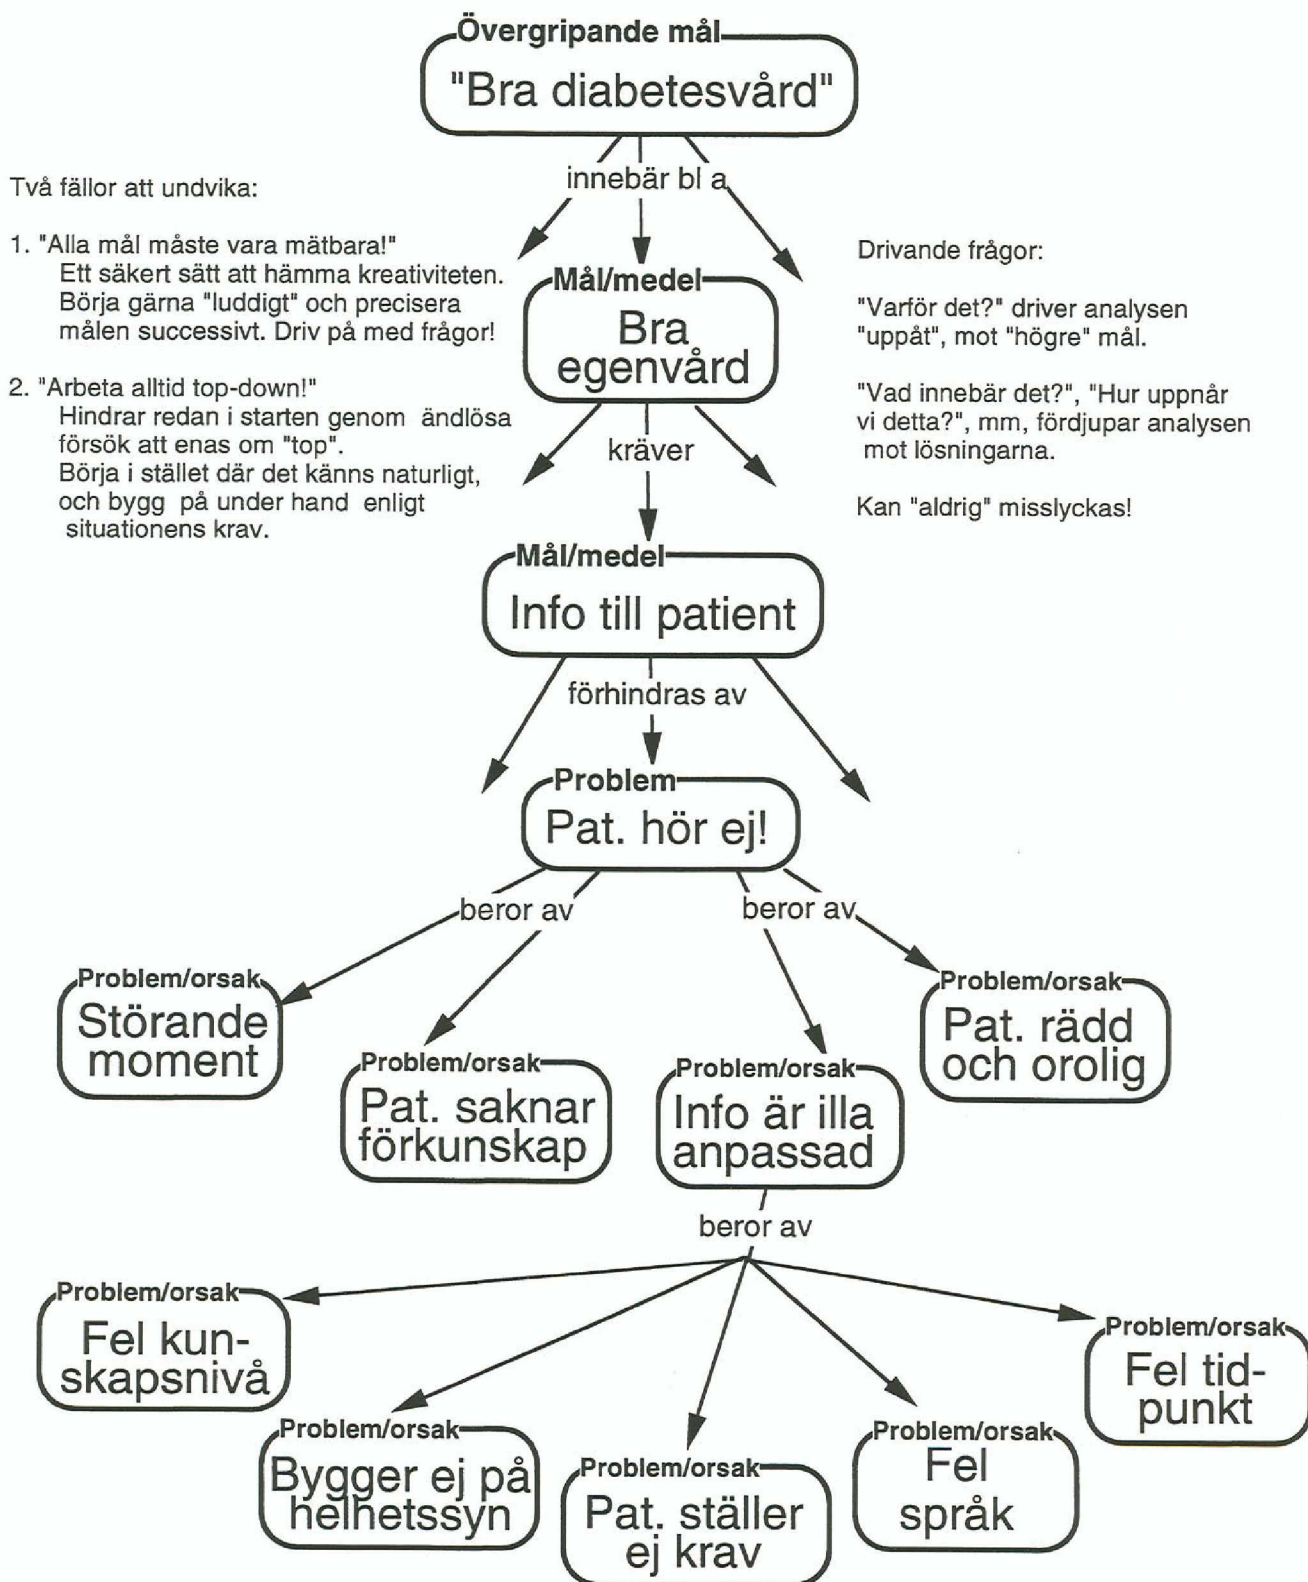 Övergripande mål
"Bra diabetesvård"
innebär bl a
Två fällor att undvika:
1. "Alla mål måste vara mätbara!"
Ett säkert sätt att hämma kreativiteten.
Börja gärna "luddigt" och precisera
målen successivt. Driv på med frågor!
2. "Arbeta alltid top-down!"
Hindrar redan i starten genom ändlösa
försök att enas om "top".
Börja i stället där det känns naturligt,
och bygg på under hand enligt
situationens krav.
Mål/medel
Bra
egenvård
Drivande frågor:
"Varför det?" driver analysen
"uppåt", mot "högre" mål.
"Vad innebär det?", "Hur uppnår
vi detta?", mm, fördjupar analysen
mot lösningarna.
Kan "aldrig" misslyckas!
kräver
Mål/medel
Info till patient
förhindras av
Problem
Pat. hör ej!
beror av
beror av
Problem/orsak
Störande
moment
Problem/orsak
Pat. saknar
förkunskap
Problem/orsak
Info är illa
anpassad
Problem/orsak
Pat. rädd
och orolig
beror av
Problem/orsak
Fel kun-
skapsnivå
Problem/orsak
Bygger ej på
helhetssyn
Problem/orsak
Pat. ställer
ej krav
Problem/orsak
Fel
språk
Problem/orsak
Fel tid-
punkt